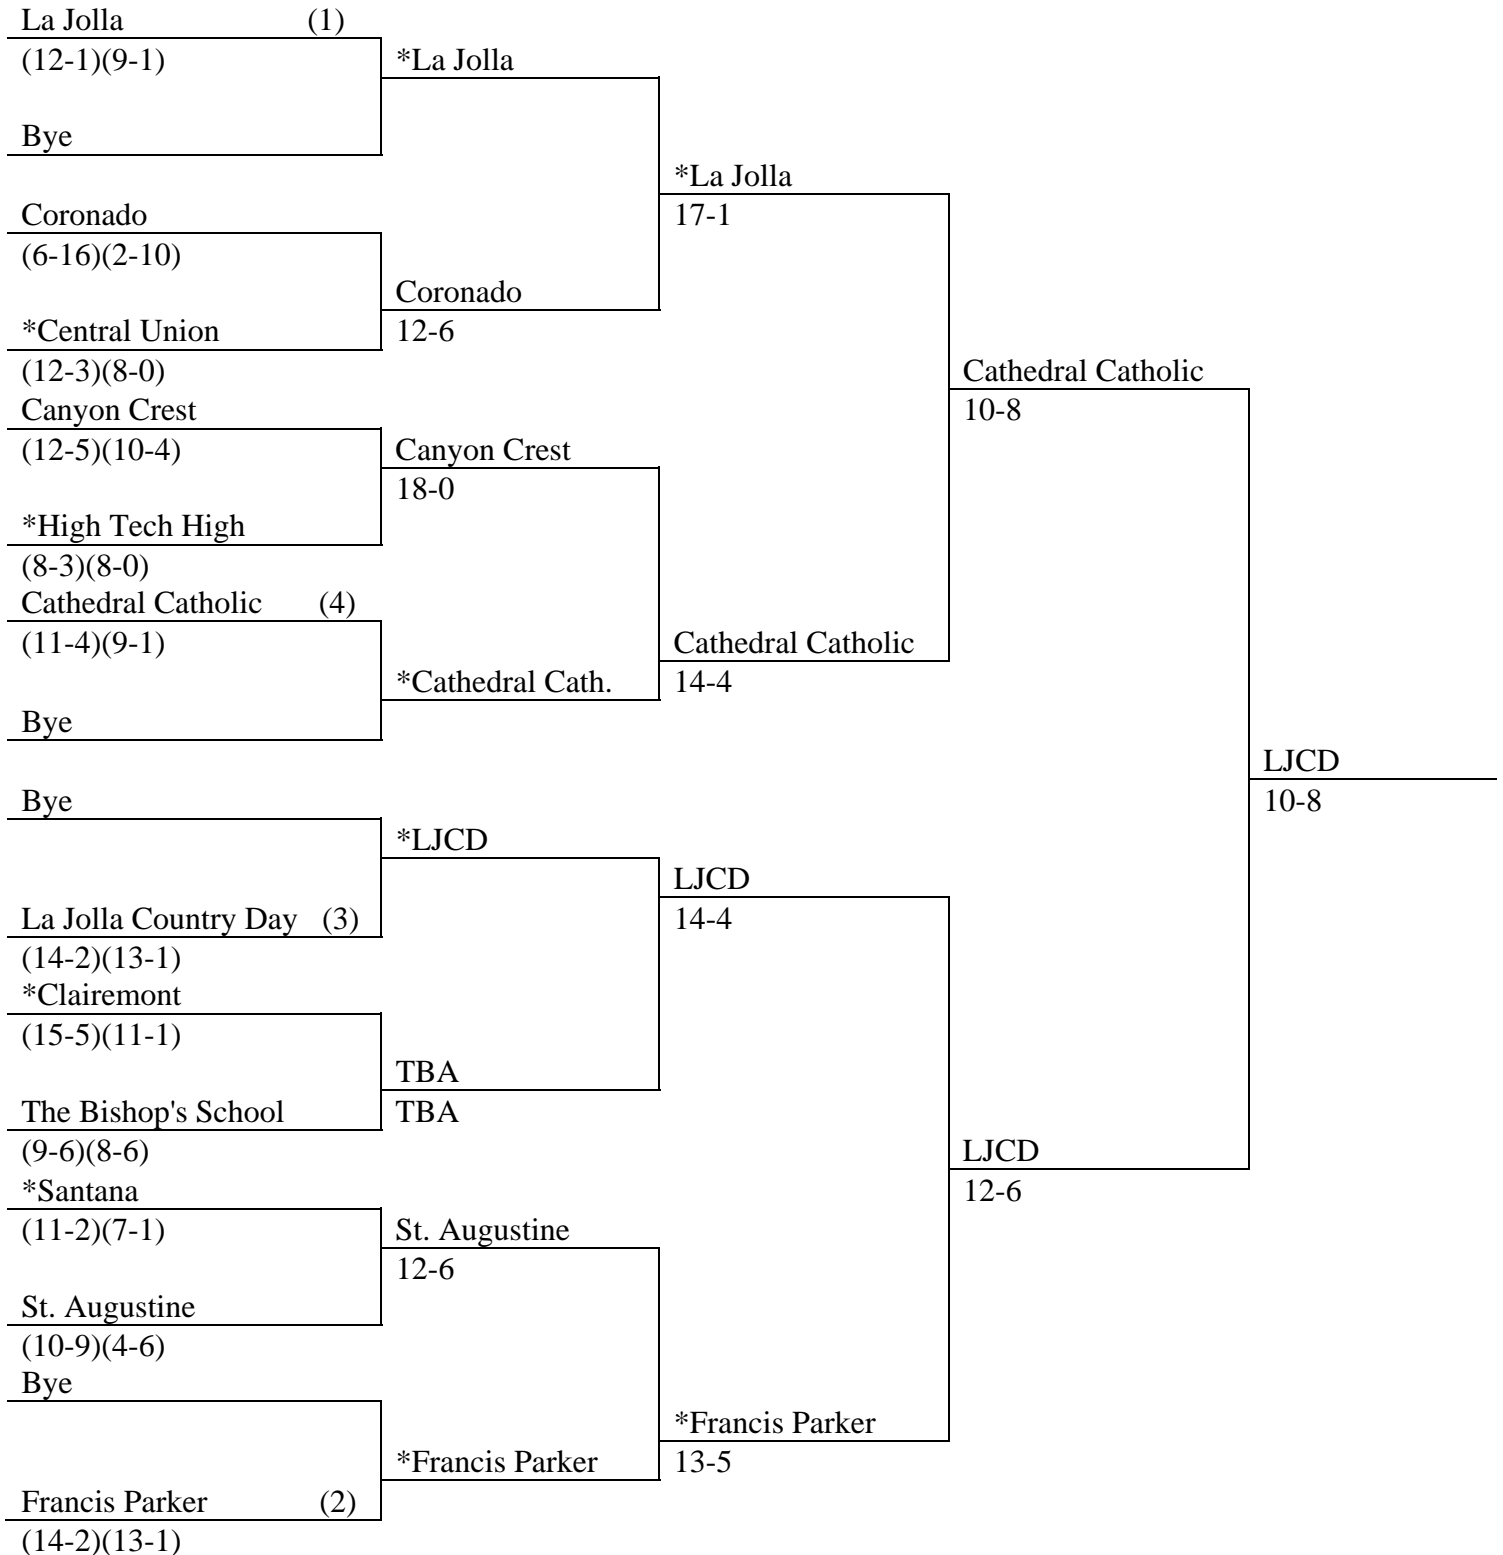 La Jolla (1)
(12-1)(9-1)
*La Jolla
Bye
*La Jolla
17-1
Coronado
(6-16)(2-10)
Coronado
12-6
*Central Union
(12-3)(8-0)
Cathedral Catholic
10-8
Canyon Crest
(12-5)(10-4)
Canyon Crest
18-0
*High Tech High
(8-3)(8-0)
Cathedral Catholic (4)
(11-4)(9-1)
Cathedral Catholic
14-4
*Cathedral Cath.
Bye
LJCD
10-8
Bye
*LJCD
LJCD
14-4
La Jolla Country Day (3)
(14-2)(13-1)
*Clairemont
(15-5)(11-1)
TBA
TBA
The Bishop's School
(9-6)(8-6)
LJCD
12-6
*Santana
(11-2)(7-1)
St. Augustine
12-6
St. Augustine
(10-9)(4-6)
Bye
*Francis Parker
13-5
*Francis Parker
Francis Parker (2)
(14-2)(13-1)